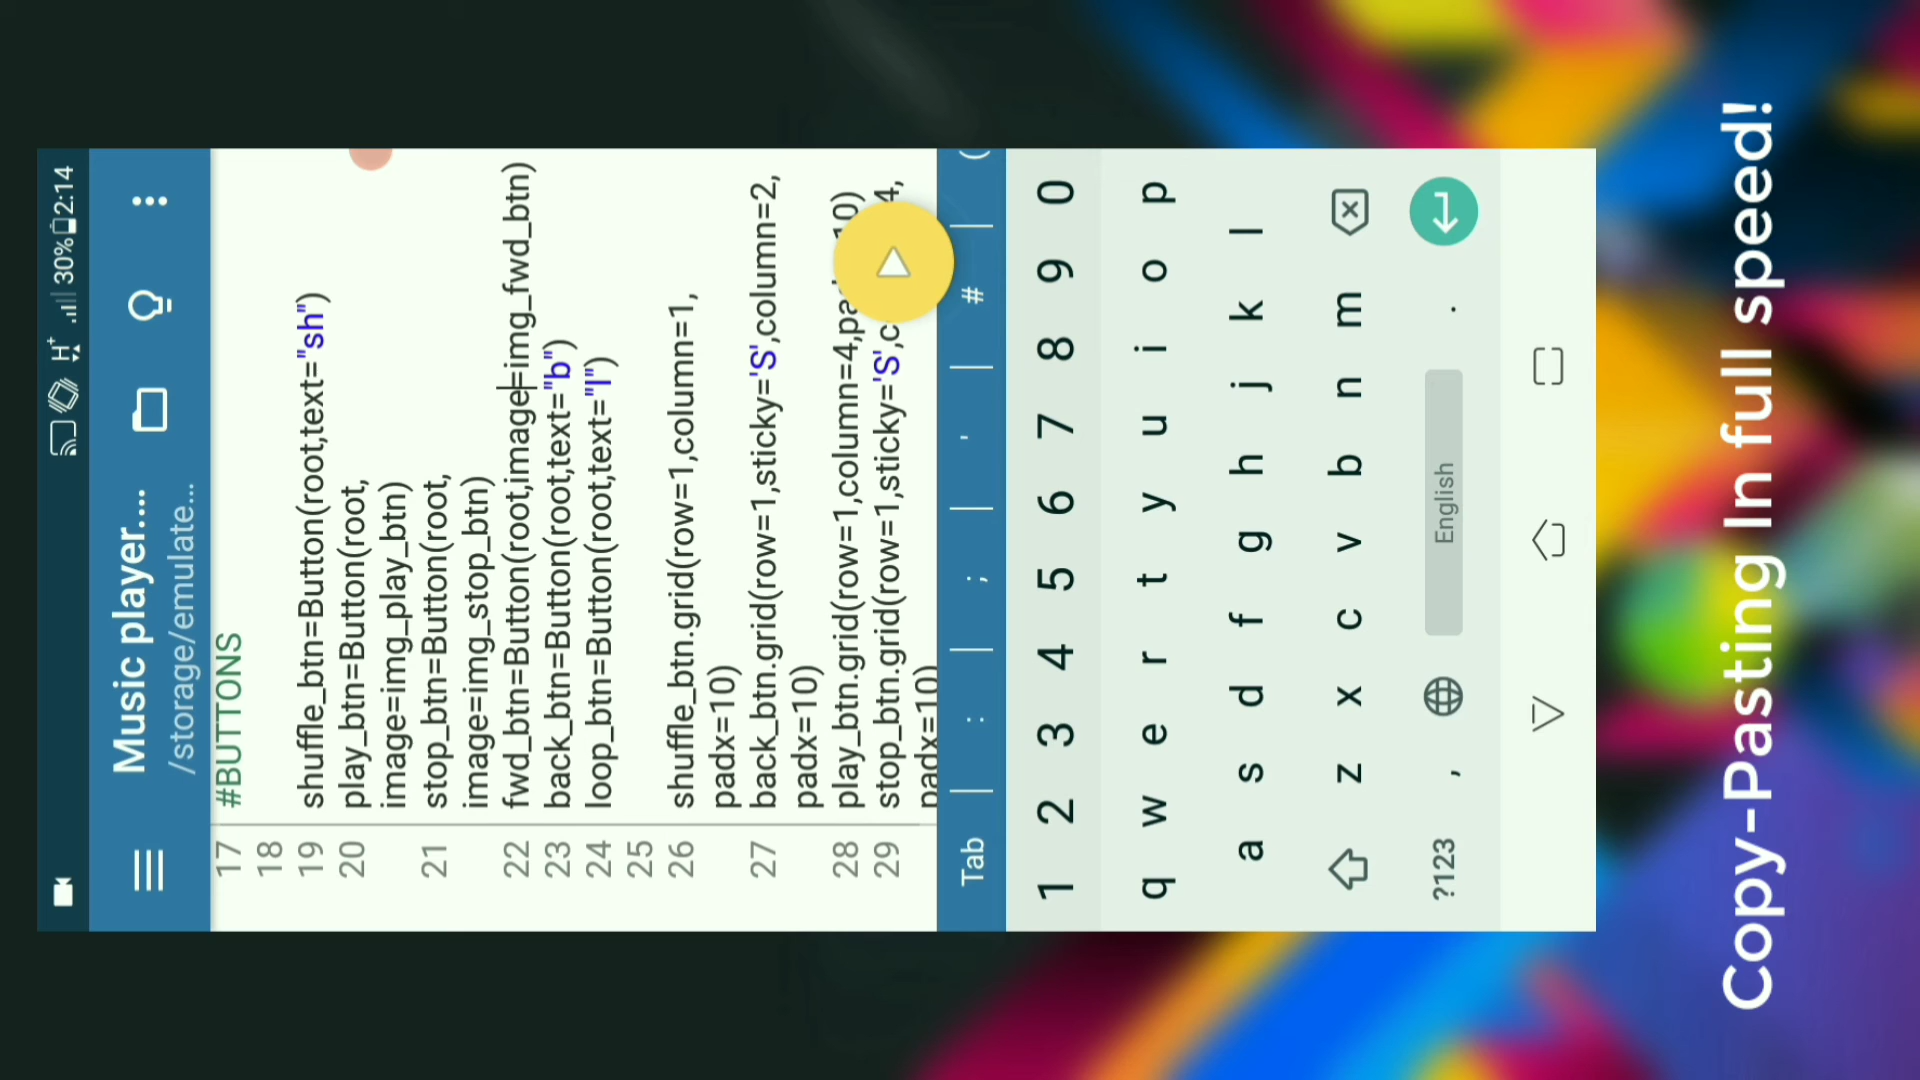 2:14
30%
H+
Music player....
/storage/emulate...
17 #BUTTONS
18
19 shuffle_btn=Button(root,text="sh")
20 play_btn=Button(root,
image=img_play_btn)
21 stop_btn=Button(root,
image=img_stop_btn)
22 fwd_btn=Button(root,image=img_fwd_btn)
23 back_btn=Button(root,text="b")
24 loop_btn=Button(root,text="l")
25
26 shuffle_btn.grid(row=1,column=1,
padx=10)
27 back_btn.grid(row=1,sticky='S',column=2,
padx=10)
28 play_btn.grid(row=1,column=4,pa 10)
29 stop_btn.grid(row=1,sticky='S',c 4,
padx=10)
Tab : ; ' # (
1 2 3 4 5 6 7 8 9 0
q w e r t y u i o p
a s d f g h j k l
z x c v b n m
?123 , English .
Copy-Pasting In full speed!